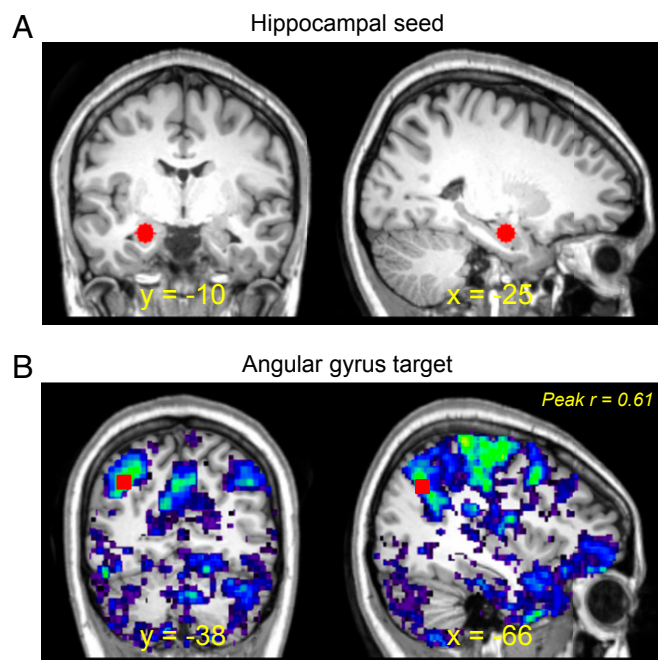 A
Hippocampal seed
y = -10
x = -25
B
Angular gyrus target
Peak r = 0.61
y = -38
x = -66